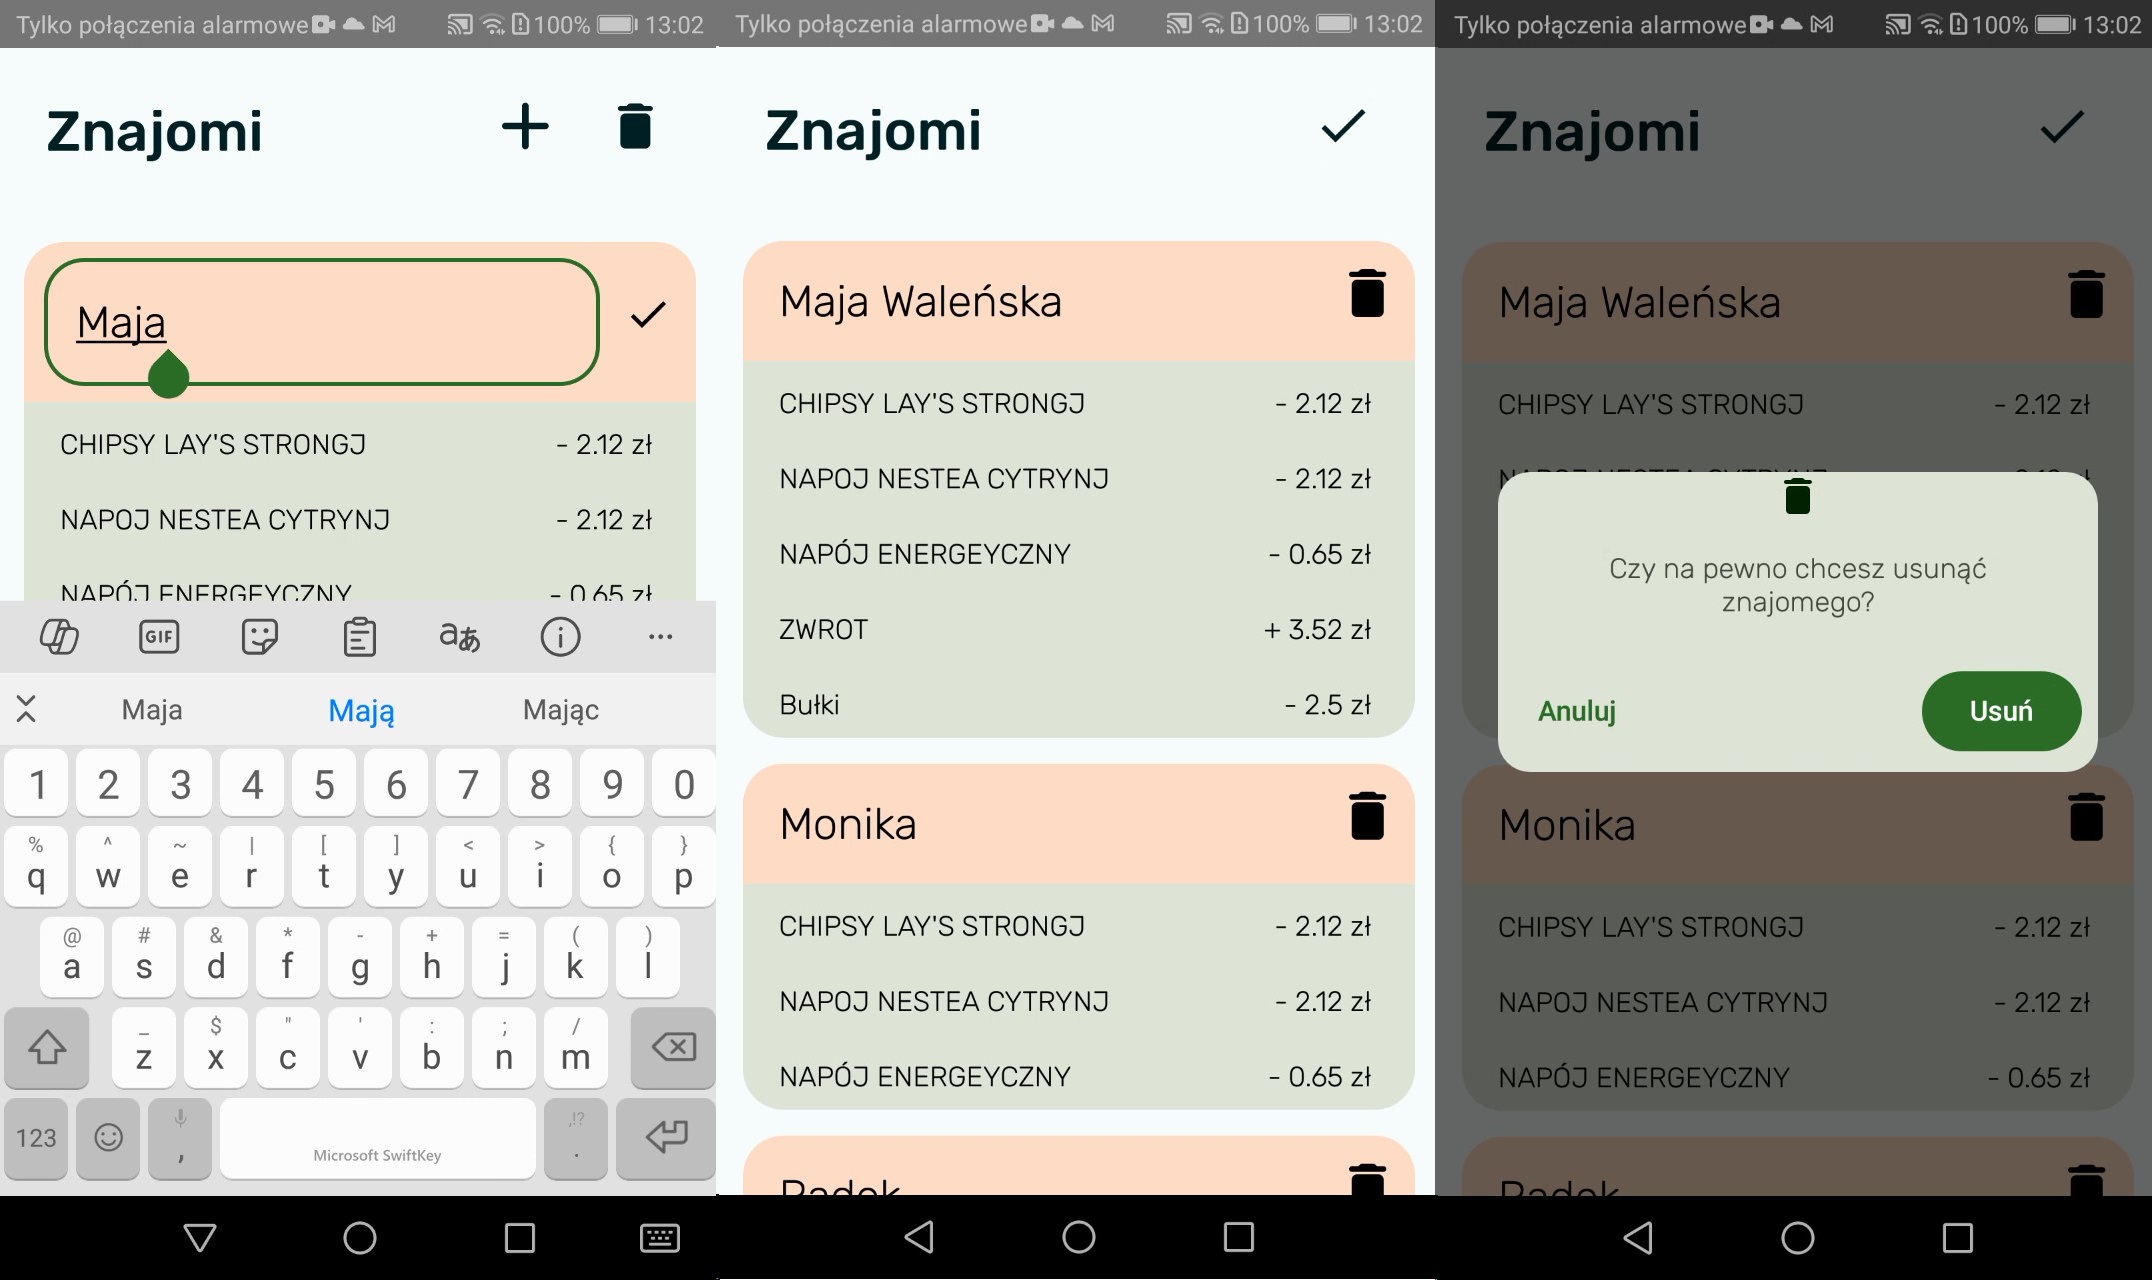 Tylko połączenia alarmowe 100% 13:02
Znajomi
Maja
CHIPSY LAY'S STRONGJ - 2.12 zł
NAPOJ NESTEA CYTRYNJ - 2.12 zł
NAPÓJ ENERGEYCZNY - 0.65 zł
GIF
aあ
Maja Mają Mając
1 2 3 4 5 6 7 8 9 0
% ^ ~ | [ ] < > { }
q w e r t y u i o p
@ # & * - + = ( )
a s d f g h j k l
_ $ " ' : ; /
z x c v b n m
,!?
123 , Microsoft SwiftKey .
Tylko połączenia alarmowe 100% 13:02
Znajomi
Maja Waleńska
CHIPSY LAY'S STRONGJ - 2.12 zł
NAPOJ NESTEA CYTRYNJ - 2.12 zł
NAPÓJ ENERGEYCZNY - 0.65 zł
ZWROT + 3.52 zł
Bułki - 2.5 zł
Monika
CHIPSY LAY'S STRONGJ - 2.12 zł
NAPOJ NESTEA CYTRYNJ - 2.12 zł
NAPÓJ ENERGEYCZNY - 0.65 zł
Radek
Tylko połączenia alarmowe 100% 13:02
Znajomi
Maja Waleńska
CHIPSY LAY'S STRONGJ - 2.12 zł
Czy na pewno chcesz usunąć
znajomego?
Anuluj Usuń
Monika
CHIPSY LAY'S STRONGJ - 2.12 zł
NAPOJ NESTEA CYTRYNJ - 2.12 zł
NAPÓJ ENERGEYCZNY - 0.65 zł
Radek